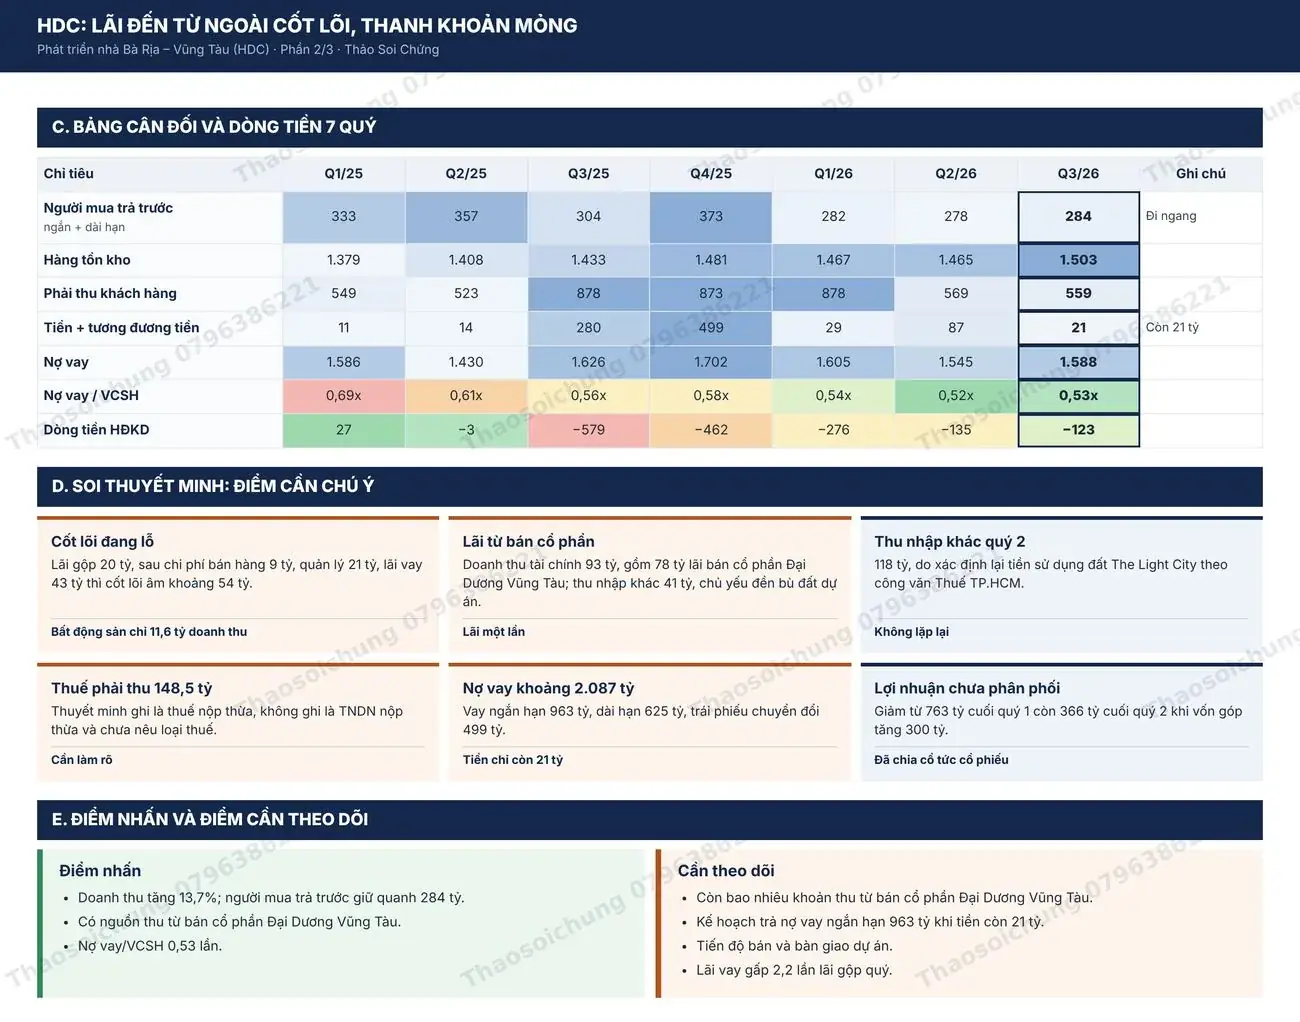 HDC: LÃI ĐẾN TỪ NGOÀI CỐT LÕI, THANH KHOẢN MỎNG
Phát triển nhà Bà Rịa – Vũng Tàu (HDC) · Phần 2/3 · Thảo Soi Chứng
C. BẢNG CÂN ĐỐI VÀ DÒNG TIỀN 7 QUÝ
Chỉ tiêu Q1/25 Q2/25 Q3/25 Q4/25 Q1/26 Q2/26 Q3/26 Ghi chú
Người mua trả trước
ngắn + dài hạn
333 357 304 373 282 278 284 Đi ngang
Hàng tồn kho 1.379 1.408 1.433 1.481 1.467 1.465 1.503
Phải thu khách hàng 549 523 878 873 878 569 559
Tiền + tương đương tiền 11 14 280 499 29 87 21 Còn 21 tỷ
Nợ vay 1.586 1.430 1.626 1.702 1.605 1.545 1.588
Nợ vay / VCSH 0,69x 0,61x 0,56x 0,58x 0,54x 0,52x 0,53x
Dòng tiền HĐKD 27 −3 −579 −462 −276 −135 −123
D. SOI THUYẾT MINH: ĐIỂM CẦN CHÚ Ý
Cốt lõi đang lỗ
Lãi gộp 20 tỷ, sau chi phí bán hàng 9 tỷ, quản lý 21 tỷ, lãi vay
43 tỷ thì cốt lõi âm khoảng 54 tỷ.
Bất động sản chỉ 11,6 tỷ doanh thu
Lãi từ bán cổ phần
Doanh thu tài chính 93 tỷ, gồm 78 tỷ lãi bán cổ phần Đại
Dương Vũng Tàu; thu nhập khác 41 tỷ, chủ yếu đền bù đất dự
án.
Lãi một lần
Thu nhập khác quý 2
118 tỷ, do xác định lại tiền sử dụng đất The Light City theo
công văn Thuế TP.HCM.
Không lặp lại
Thuế phải thu 148,5 tỷ
Thuyết minh ghi là thuế nộp thừa, không ghi là TNDN nộp
thừa và chưa nêu loại thuế.
Cần làm rõ
Nợ vay khoảng 2.087 tỷ
Vay ngắn hạn 963 tỷ, dài hạn 625 tỷ, trái phiếu chuyển đổi
499 tỷ.
Tiền chỉ còn 21 tỷ
Lợi nhuận chưa phân phối
Giảm từ 763 tỷ cuối quý 1 còn 366 tỷ cuối quý 2 khi vốn góp
tăng 300 tỷ.
Đã chia cổ tức cổ phiếu
E. ĐIỂM NHẤN VÀ ĐIỂM CẦN THEO DÕI
Điểm nhấn
• Doanh thu tăng 13,7%; người mua trả trước giữ quanh 284 tỷ.
• Có nguồn thu từ bán cổ phần Đại Dương Vũng Tàu.
• Nợ vay/VCSH 0,53 lần.
Cần theo dõi
• Còn bao nhiêu khoản thu từ bán cổ phần Đại Dương Vũng Tàu.
• Kế hoạch trả nợ vay ngắn hạn 963 tỷ khi tiền còn 21 tỷ.
• Tiến độ bán và bàn giao dự án.
• Lãi vay gấp 2,2 lần lãi gộp quý.
Thaosoichung 0796386221